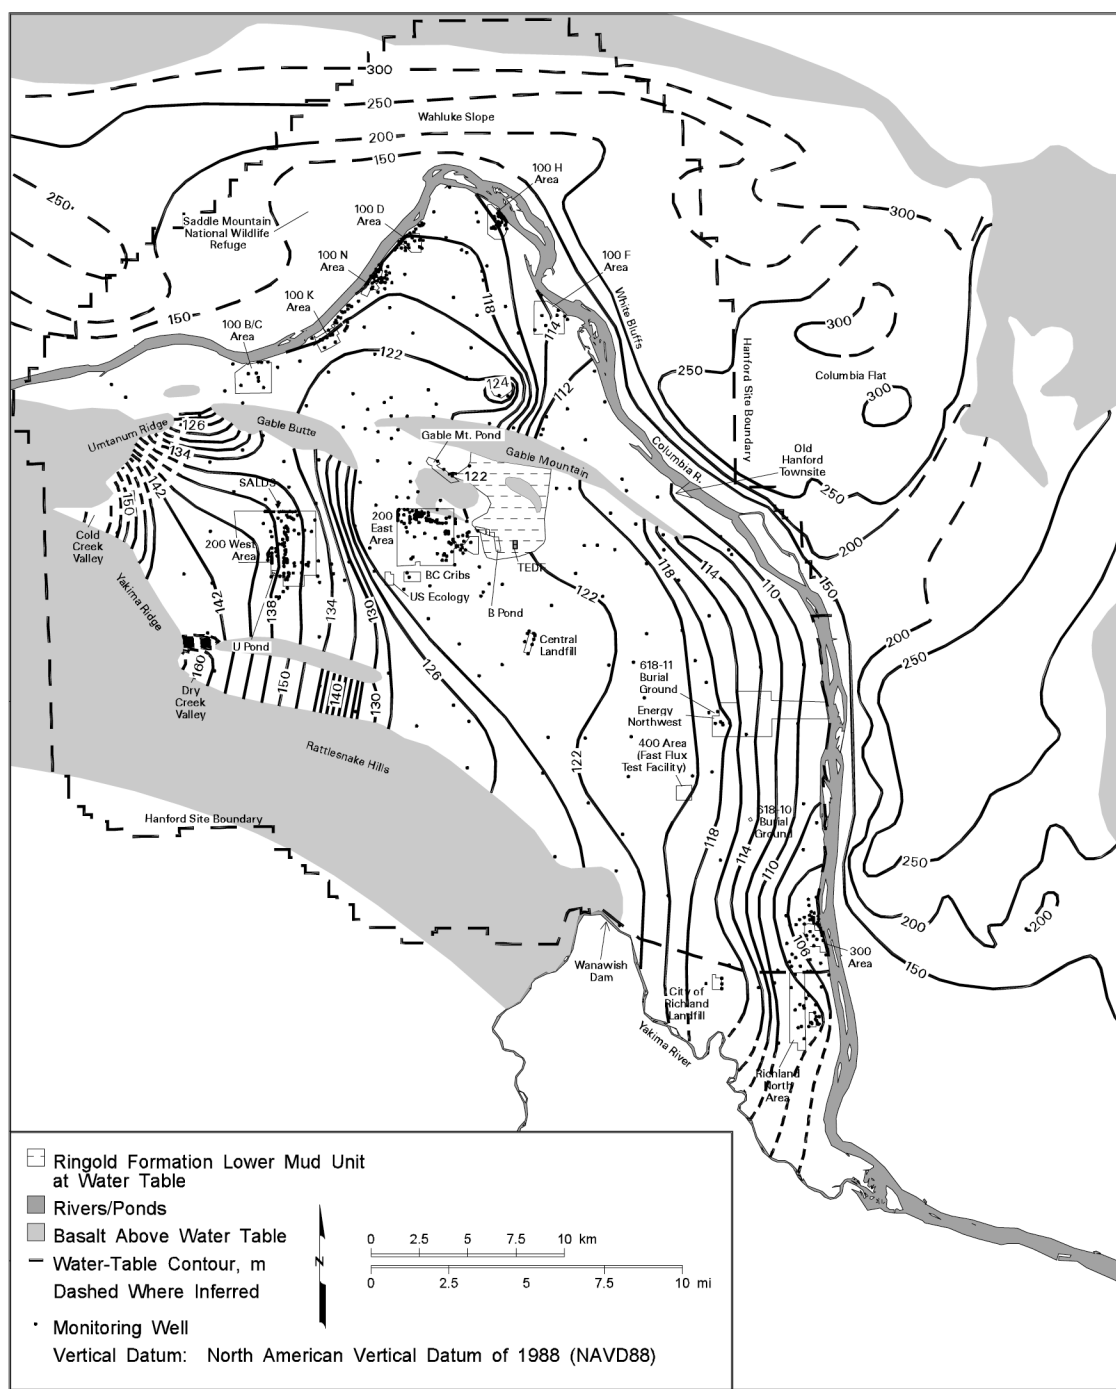 300
250
Wahluke Slope
200
150
100 H
Area
250
Saddle Mountain
National Wildlife
Refuge
100 D
Area
300
100 N
Area
100 F
Area
100 K
Area
118
White Bluffs
150
100 B/C
Area
114
300
Hanford Site Boundary
122
250
Columbia Flat
124
112
300
Umtanum Ridge
126
Gable Butte
Gable Mt. Pond
Gable Mountain
Columbia R.
Old
Hanford
Townsite
134
142
122
SALDS
250
150
200
East
Area
Cold
Creek
Valley
200 West
Area
200
TEDF
118
114
110
150
BC Cribs
US Ecology
Yakima Ridge
142
138
134
130
B Pond
122
200
U Pond
Central
Landfill
126
160
150
140
130
618-11
Burial
Ground
250
Dry
Creek
Valley
Energy
Northwest
Rattlesnake Hills
122
400 Area
(Fast Flux
Test Facility)
Hanford Site Boundary
118
114
110
618-10
Burial
Ground
250
200
200
106
300
Area
150
Wanawish
Dam
City of
Richland
Landfill
Yakima River
Richland
North
Area
Ringold Formation Lower Mud Unit
at Water Table
Rivers/Ponds
Basalt Above Water Table
Water-Table Contour, m
Dashed Where Inferred
Monitoring Well
Vertical Datum: North American Vertical Datum of 1988 (NAVD88)
N
0 2.5 5 7.5 10 km
0 2.5 5 7.5 10 mi